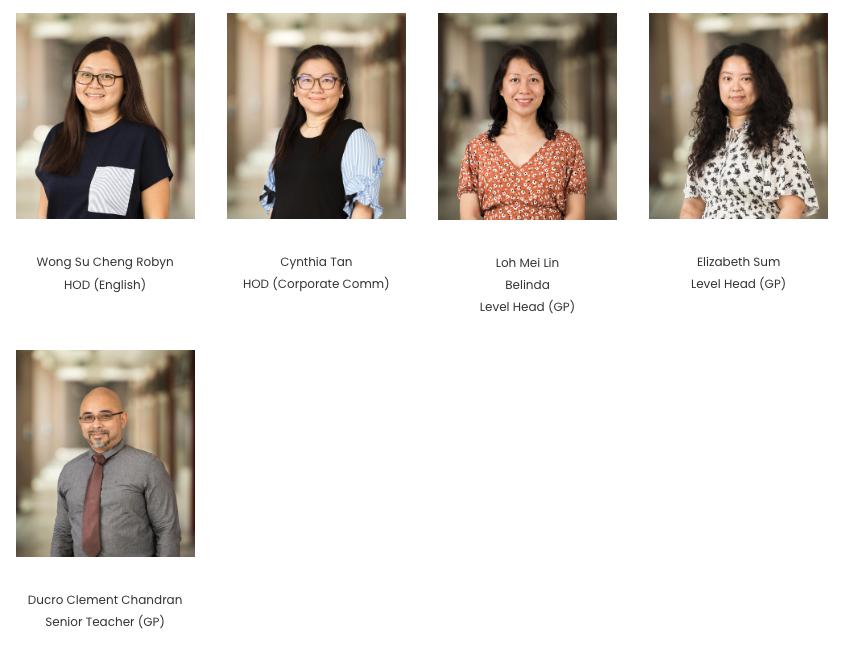 Wong Su Cheng Robyn
HOD (English)
Cynthia Tan
HOD (Corporate Comm)
Loh Mei Lin
Belinda
Level Head (GP)
Elizabeth Sum
Level Head (GP)
Ducro Clement Chandran
Senior Teacher (GP)